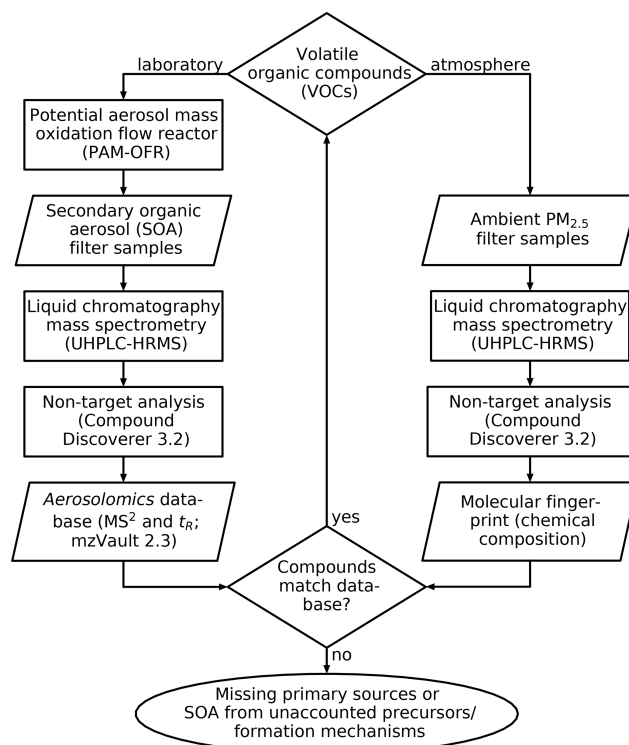 Volatile
organic compounds
(VOCs)
laboratory
atmosphere
Potential aerosol mass
oxidation flow reactor
(PAM-OFR)
Secondary organic
aerosol (SOA)
filter samples
Liquid chromatography
mass spectrometry
(UHPLC-HRMS)
Non-target analysis
(Compound
Discoverer 3.2)
Aerosolomics data-
base (MS² and t_R;
mzVault 2.3)
Ambient PM₂.₅
filter samples
Liquid chromatography
mass spectrometry
(UHPLC-HRMS)
Non-target analysis
(Compound
Discoverer 3.2)
Molecular finger-
print (chemical
composition)
yes
Compounds
match data-
base?
no
Missing primary sources or
SOA from unaccounted precursors/
formation mechanisms